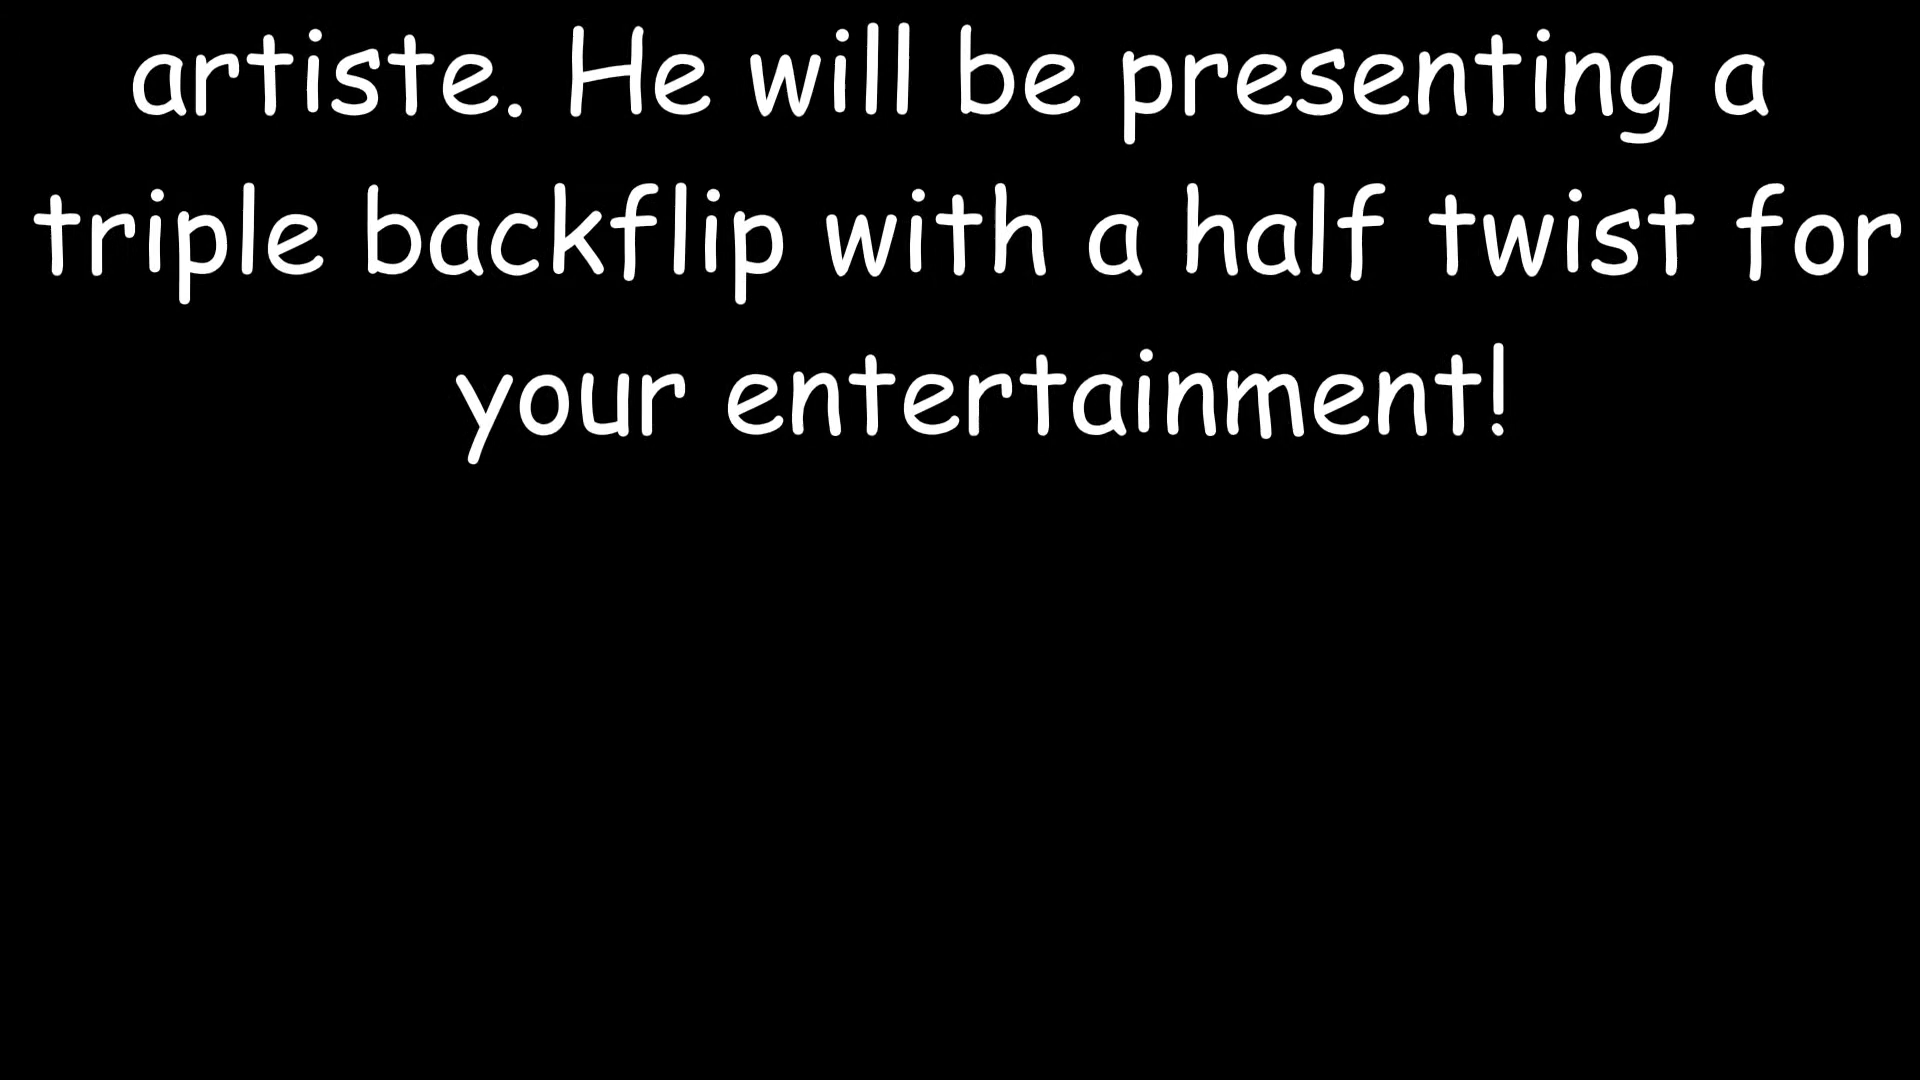 artiste. He will be presenting a
triple backflip with a half twist for
your entertainment!